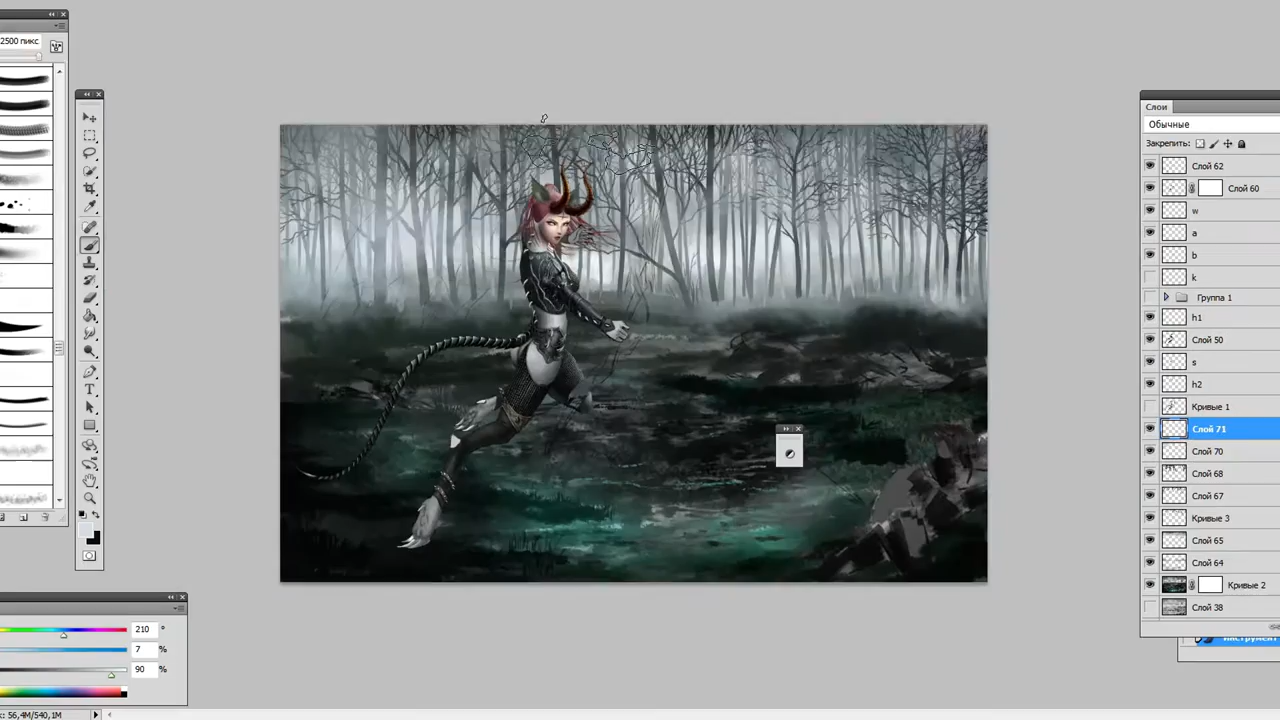 2500 пикс
Слои
Обычные
Закрепить:
Слой 62
Слой 60
w
a
b
k
Группа 1
h1
Слой 50
s
h2
Кривые 1
Слой 71
Слой 70
Слой 68
Слой 67
Кривые 3
Слой 65
Слой 64
Кривые 2
Слой 38
210 °
7 %
90 %
к: 56,4M/540,1M